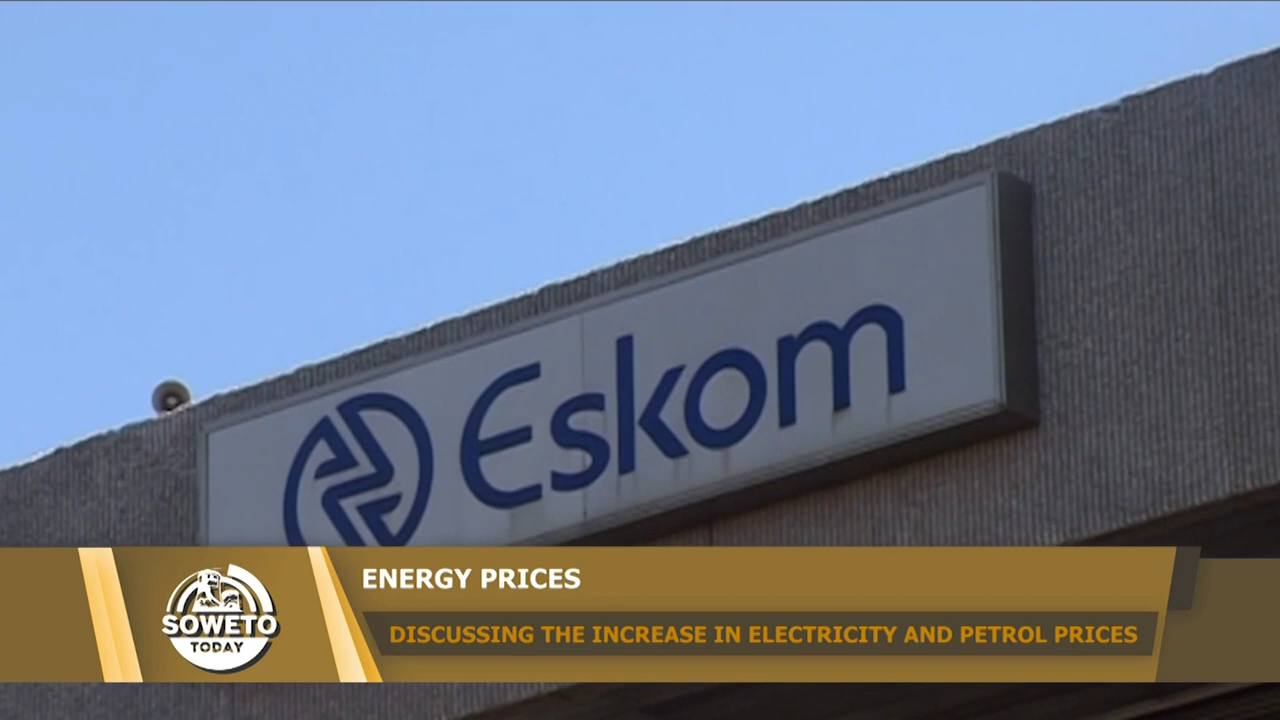 Eskom
ENERGY PRICES
SOWETO
TODAY
DISCUSSING THE INCREASE IN ELECTRICITY AND PETROL PRICES